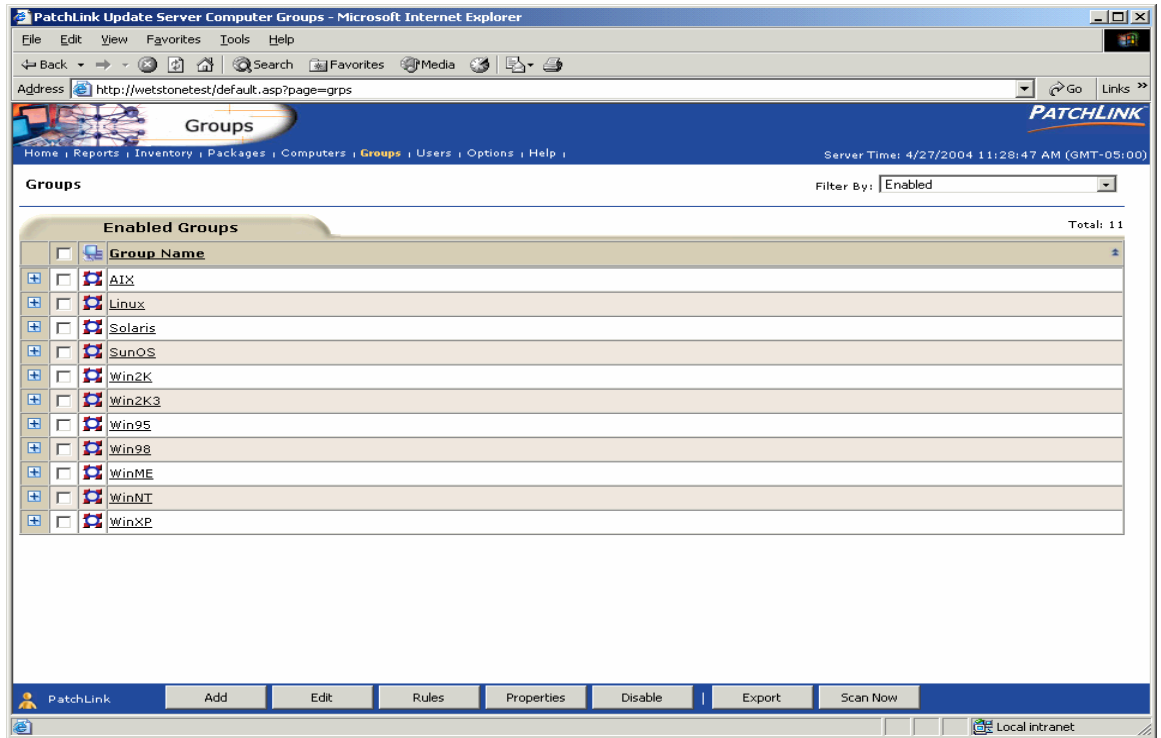 PatchLink Update Server Computer Groups - Microsoft Internet Explorer
File Edit View Favorites Tools Help
Back Search Favorites Media
Address http://wetstonetest/default.asp?page=grps Go Links »
Groups PATCHLINK
Home | Reports | Inventory | Packages | Computers | Groups | Users | Options | Help | Server Time: 4/27/2004 11:28:47 AM (GMT-05:00)
Groups Filter By: Enabled
Enabled Groups Total: 11
Group Name
AIX
Linux
Solaris
SunOS
Win2K
Win2K3
Win95
Win98
WinME
WinNT
WinXP
PatchLink Add Edit Rules Properties Disable | Export Scan Now
Local intranet